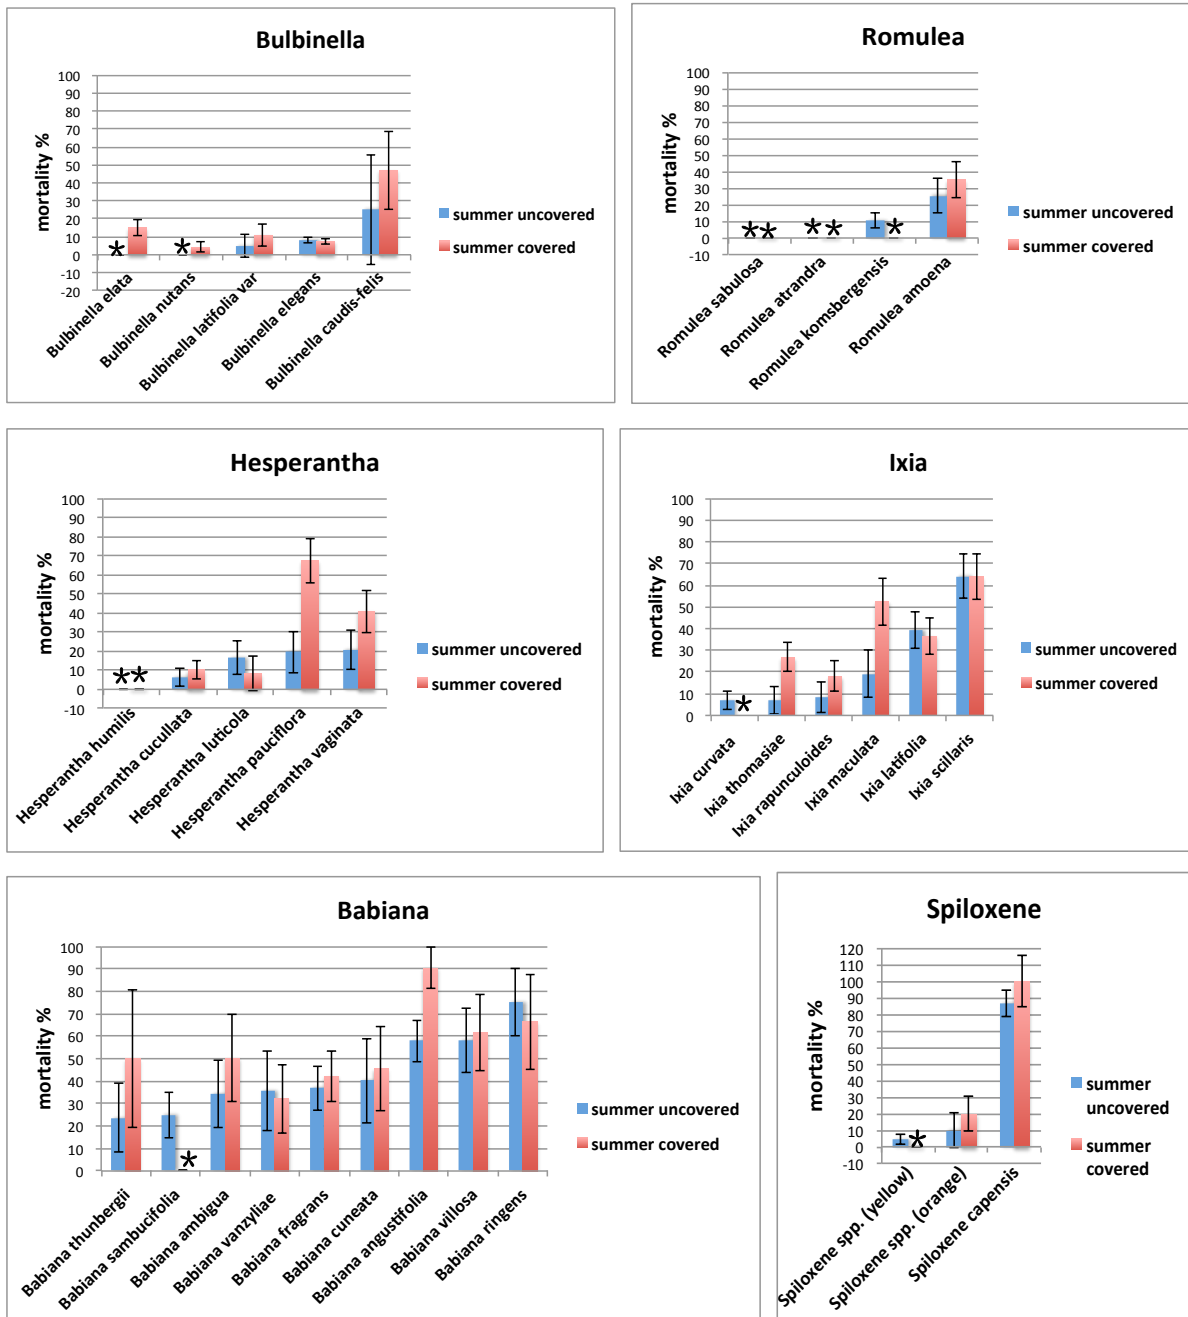 Bulbinella
mortality %
100
90
80
70
60
50
40
30
20
10
0
-10
-20
Bulbinella elata
Bulbinella nutans
Bulbinella latifolia var
Bulbinella elegans
Bulbinella caudis-felis
summer uncovered
summer covered
Romulea
mortality %
100
90
80
70
60
50
40
30
20
10
0
-10
Romulea sabulosa
Romulea atrandra
Romulea komsbergensis
Romulea amoena
summer uncovered
summer covered
Hesperantha
mortality %
100
90
80
70
60
50
40
30
20
10
0
-10
Hesperantha humilis
Hesperantha cucullata
Hesperantha luticola
Hesperantha pauciflora
Hesperantha vaginata
summer uncovered
summer covered
Ixia
mortality %
100
90
80
70
60
50
40
30
20
10
0
Ixia curvata
Ixia thomasiae
Ixia rapunculoides
Ixia maculata
Ixia latifolia
Ixia scillaris
summer uncovered
summer covered
Babiana
mortality %
100
90
80
70
60
50
40
30
20
10
0
Babiana thunbergii
Babiana sambucifolia
Babiana ambigua
Babiana vanzyliae
Babiana fragrans
Babiana cuneata
Babiana angustifolia
Babiana villosa
Babiana ringens
summer uncovered
summer covered
Spiloxene
mortality %
120
110
100
90
80
70
60
50
40
30
20
10
0
-10
Spiloxene spp. (yellow)
Spiloxene spp. (orange)
Spiloxene capensis
summer
uncovered
summer
covered